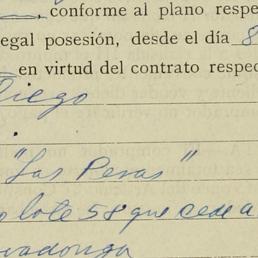 , conforme al plano respe
egal posesión, desde el día 8
en virtud del contrato respec
Diego
"Las Peras"
lote 58 que cede a
vadonga